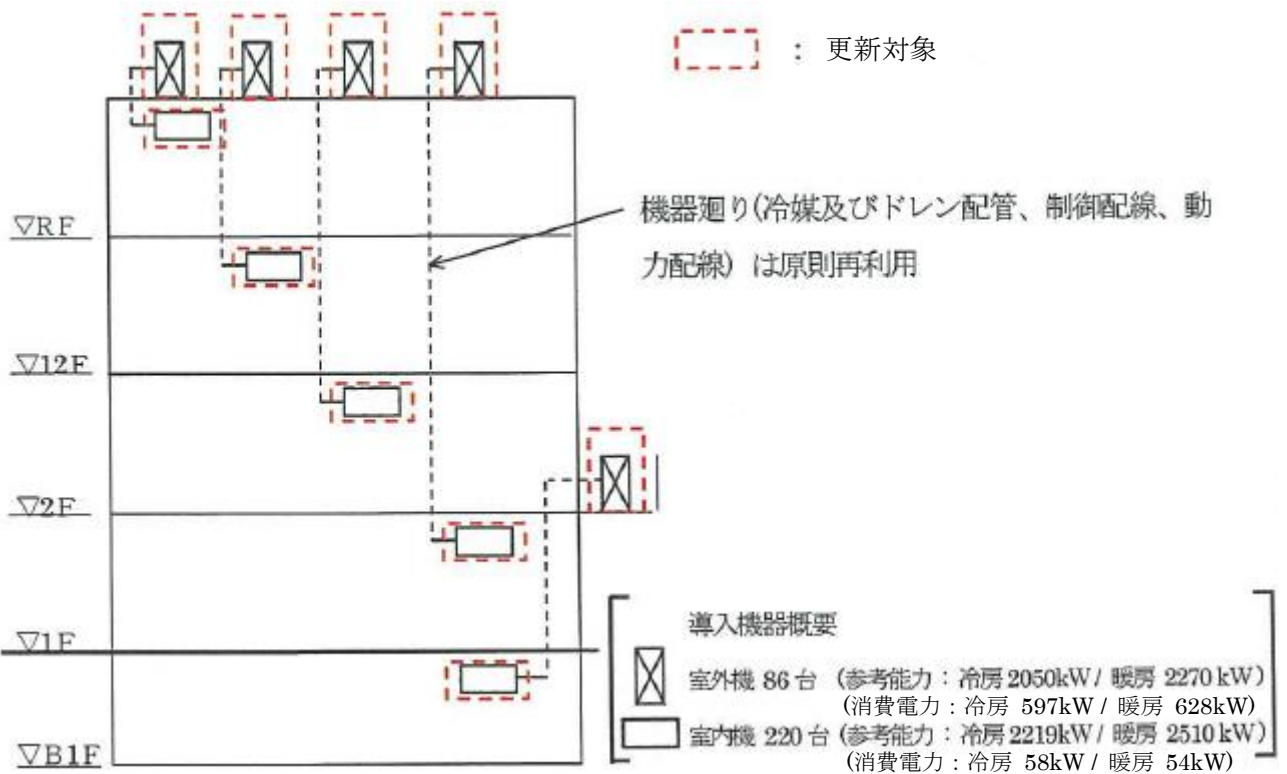 ： 更新対象
機器廻り(冷媒及びドレン配管、制御配線、動
力配線) は原則再利用
▽RF
▽12F
▽2F
▽1F
▽B1F
導入機器概要
室外機 86 台 (参考能力：冷房 2050kW / 暖房 2270 kW)
(消費電力：冷房 597kW / 暖房 628kW)
室内機 220 台 (参考能力：冷房 2219kW / 暖房 2510 kW)
(消費電力：冷房 58kW / 暖房 54kW)